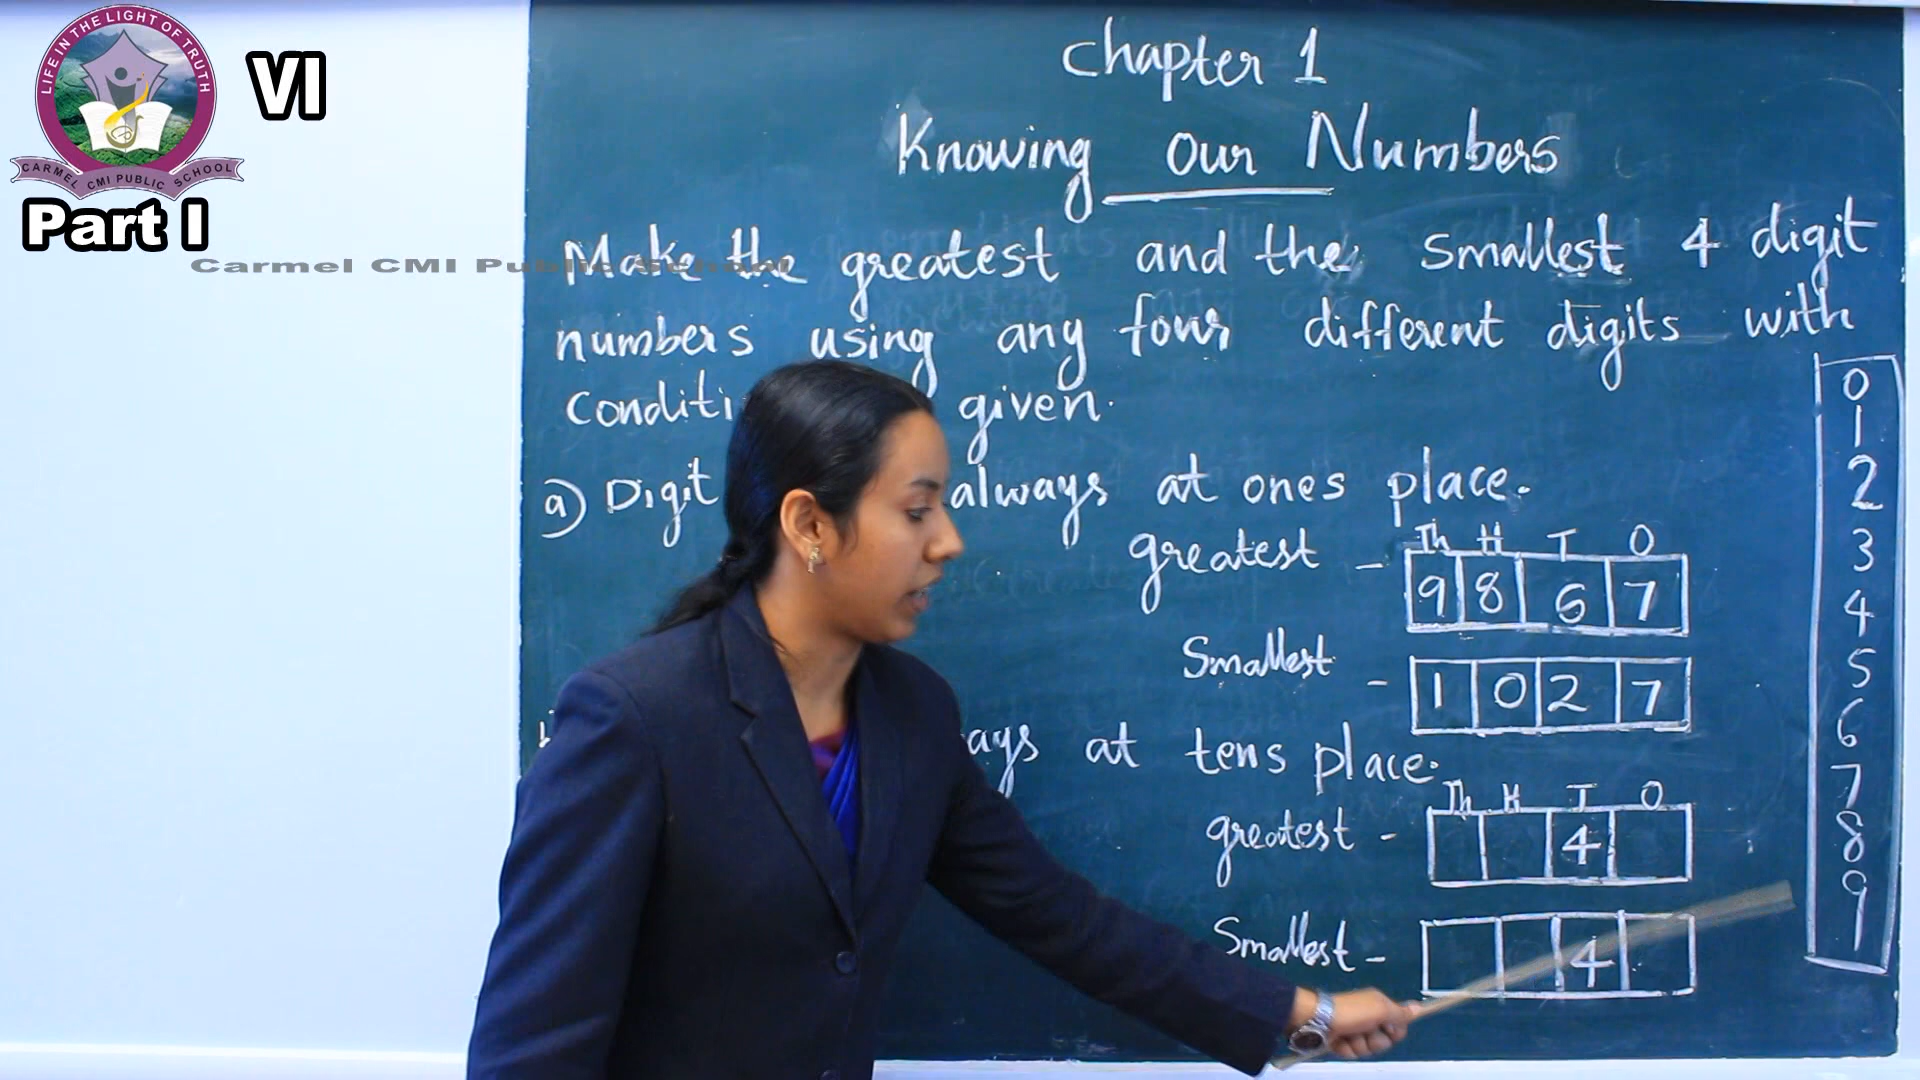 LIFE IN THE LIGHT OF TRUTH
CARMEL CMI PUBLIC SCHOOL
VI
Part I
Carmel CMI Public School
Chapter 1
Knowing our Numbers
Make the greatest and the smallest 4 digit
numbers using any four different digits with
conditi given.
a) Digit always at ones place.
Th H T O
greatest - 9 8 6 7
Smallest - 1 0 2 7
ays at tens place.
Th H T O
greatest - 4
Smallest - 4
0
1
2
3
4
5
6
7
8
9